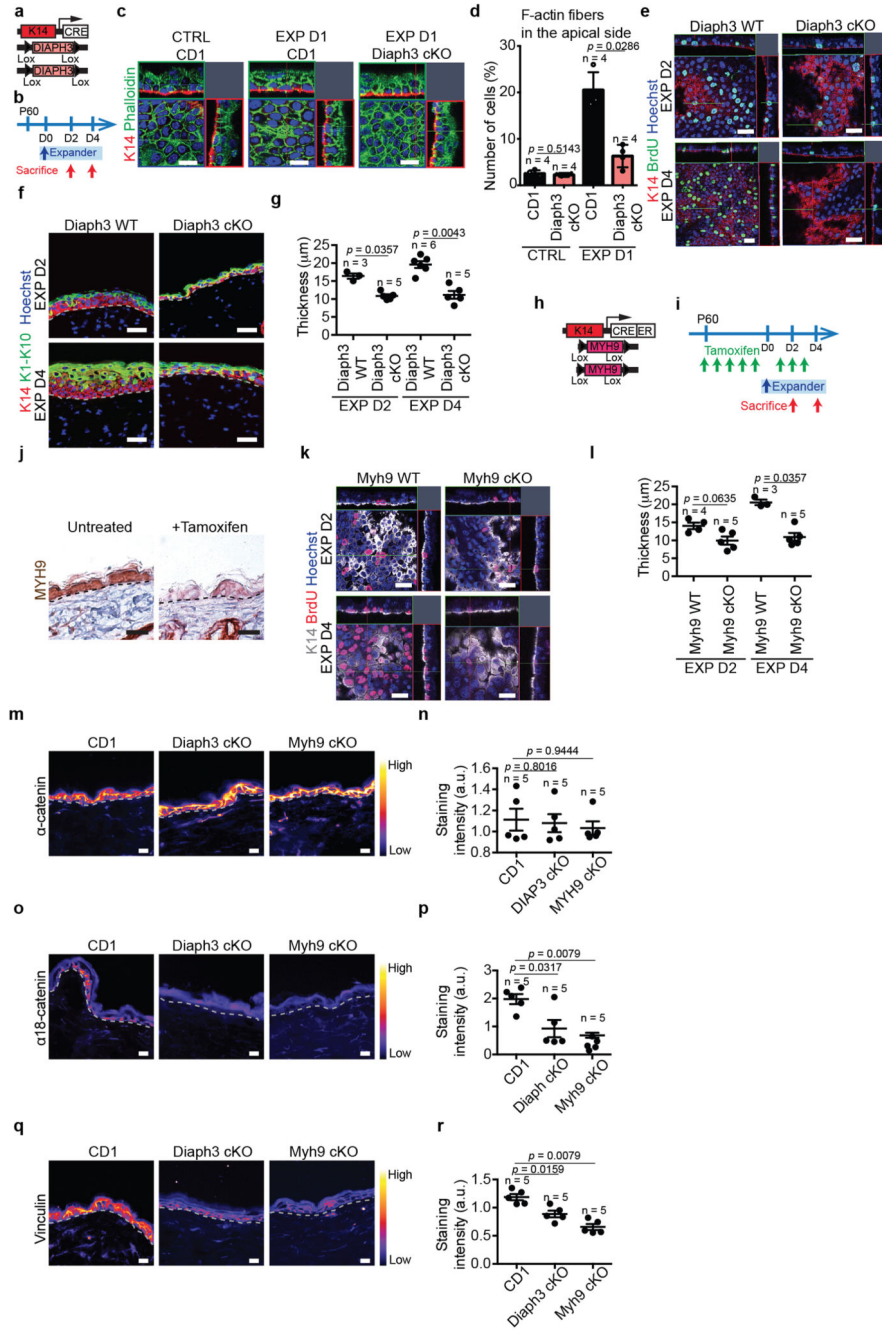 a
K14
CRE
DIAPH3
Lox Lox
DIAPH3
Lox Lox
b
P60
D0 D2 D4
Expander
Sacrifice
c
CTRL
CD1
EXP D1
CD1
EXP D1
Diaph3 cKO
K14 Phalloidin
d
F-actin fibers
in the apical side
Number of cells (%)
30
20
10
0
p = 0.0286
n = 4
p = 0.5143
n = 4
n = 4
n = 4
CD1
Diaph3
cKO
CD1
Diaph3
cKO
CTRL
EXP D1
e
Diaph3 WT
Diaph3 cKO
K14 BrdU Hoechst
EXP D2
EXP D4
f
Diaph3 WT
Diaph3 cKO
K14 K1-K10 Hoechst
EXP D2
EXP D4
g
Thickness (μm)
25
20
15
10
5
0
p = 0.0357
n = 3
n = 5
p = 0.0043
n = 6
n = 5
Diaph3
WT
Diaph3
cKO
Diaph3
WT
Diaph3
cKO
EXP D2
EXP D4
h
K14
CRE ER
MYH9
Lox Lox
MYH9
Lox Lox
i
P60
Tamoxifen
D0 D2 D4
Expander
Sacrifice
j
Untreated
+Tamoxifen
MYH9
k
Myh9 WT
Myh9 cKO
K14 BrdU Hoechst
EXP D2
EXP D4
l
Thickness (μm)
25
20
15
10
5
0
p = 0.0635
n = 4
n = 5
p = 0.0357
n = 3
n = 5
Myh9 WT
Myh9 cKO
Myh9 WT
Myh9 cKO
EXP D2
EXP D4
m
CD1
Diaph3 cKO
Myh9 cKO
α-catenin
High
Low
n
Staining
intensity (a.u.)
1.6
1.4
1.2
1.0
0.8
p = 0.9444
p = 0.8016
n = 5
n = 5
n = 5
CD1
DIAP3 cKO
MYH9 cKO
o
CD1
Diaph3 cKO
Myh9 cKO
α18-catenin
High
Low
p
Staining
intensity (a.u.)
3
2
1
0
p = 0.0079
p = 0.0317
n = 5
n = 5
n = 5
CD1
Diaph cKO
Myh9 cKO
q
CD1
Diaph3 cKO
Myh9 cKO
Vinculin
High
Low
r
Staining
intensity (a.u.)
1.5
1.0
0.5
0
p = 0.0079
p = 0.0159
n = 5
n = 5
n = 5
CD1
Diaph3 cKO
Myh9 cKO